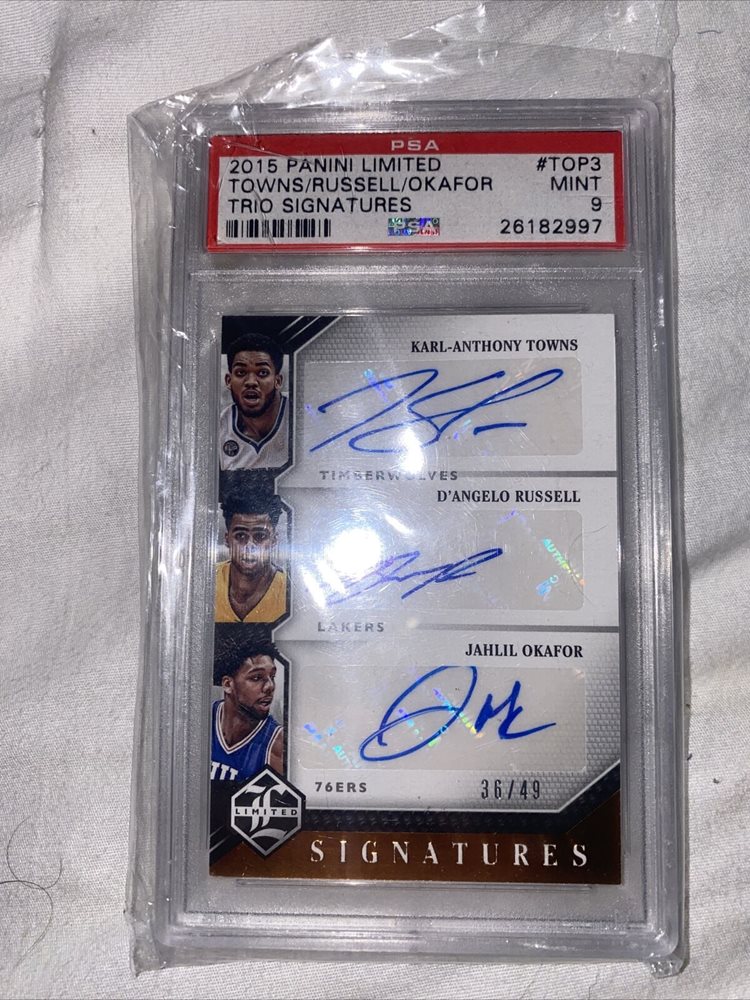 PSA
2015 PANINI LIMITED #TOP3
TOWNS/RUSSELL/OKAFOR MINT
TRIO SIGNATURES 9
26182997
KARL-ANTHONY TOWNS
TIMBERWOLVES
D'ANGELO RUSSELL
LAKERS
JAHLIL OKAFOR
76ERS
36/49
LIMITED
SIGNATURES